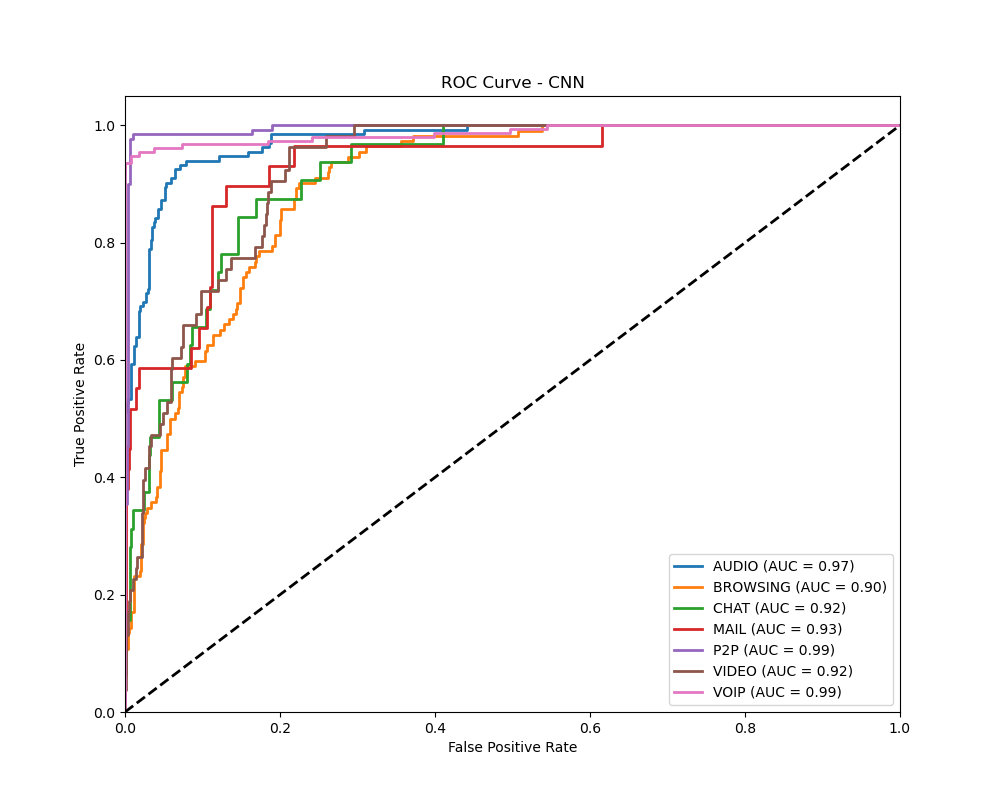 ROC Curve - CNN
True Positive Rate
1.0
0.8
0.6
0.4
0.2
0.0
AUDIO (AUC = 0.97)
BROWSING (AUC = 0.90)
CHAT (AUC = 0.92)
MAIL (AUC = 0.93)
P2P (AUC = 0.99)
VIDEO (AUC = 0.92)
VOIP (AUC = 0.99)
0.0 0.2 0.4 0.6 0.8 1.0
False Positive Rate